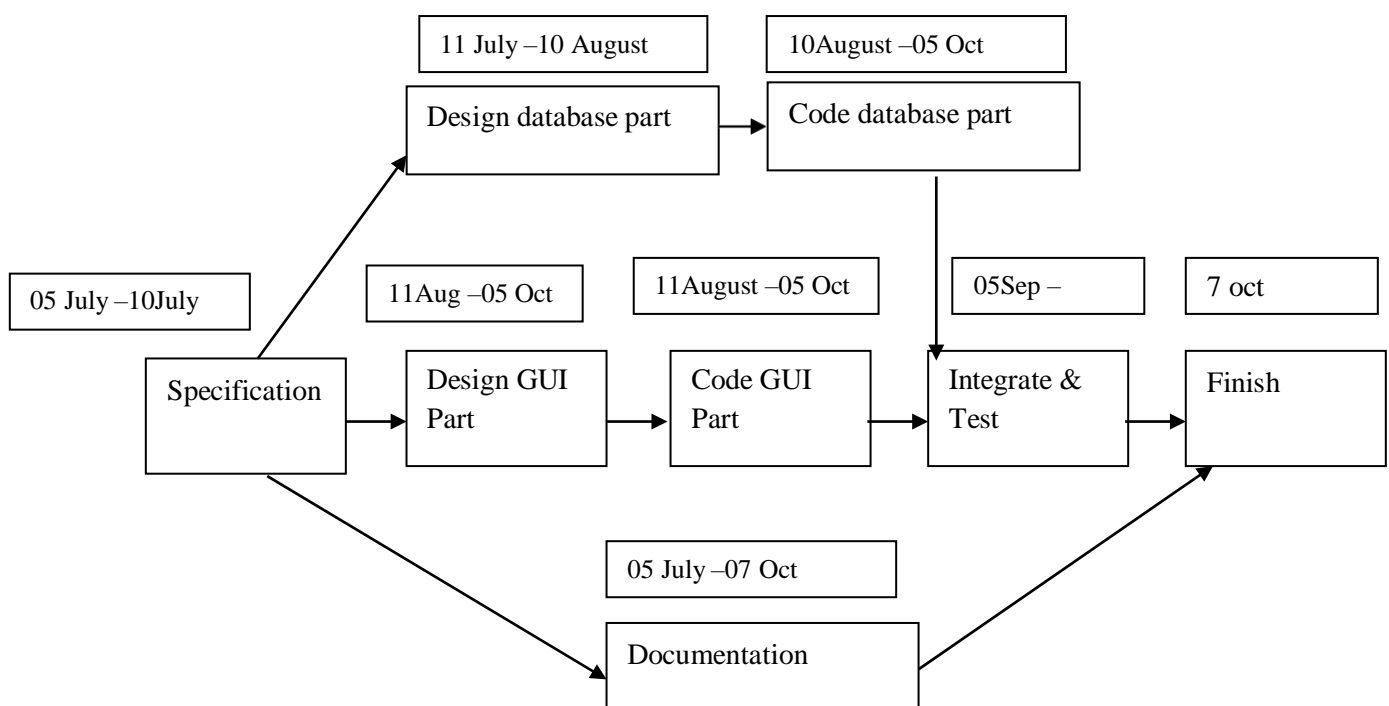 11 July –10 August
10August –05 Oct
Design database part
Code database part
05 July –10July
11Aug –05 Oct
11August –05 Oct
05Sep –
7 oct
Specification
Design GUI
Part
Code GUI
Part
Integrate &
Test
Finish
05 July –07 Oct
Documentation